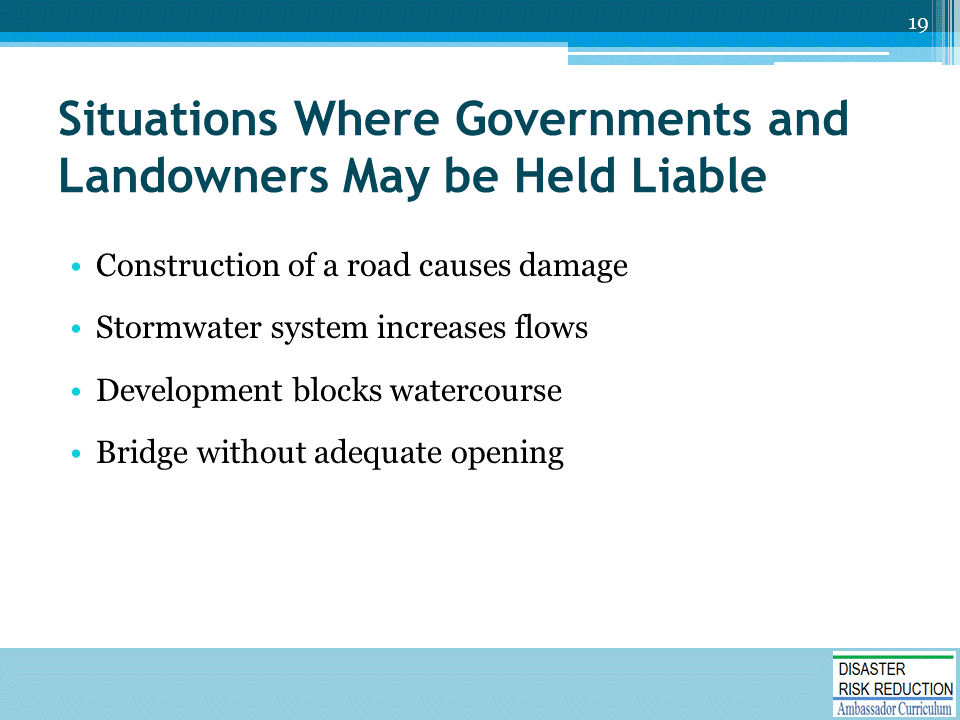 19
Situations Where Governments and
Landowners May be Held Liable
• Construction of a road causes damage
• Stormwater system increases flows
• Development blocks watercourse
• Bridge without adequate opening
DISASTER
RISK REDUCTION
Ambassador Curriculum